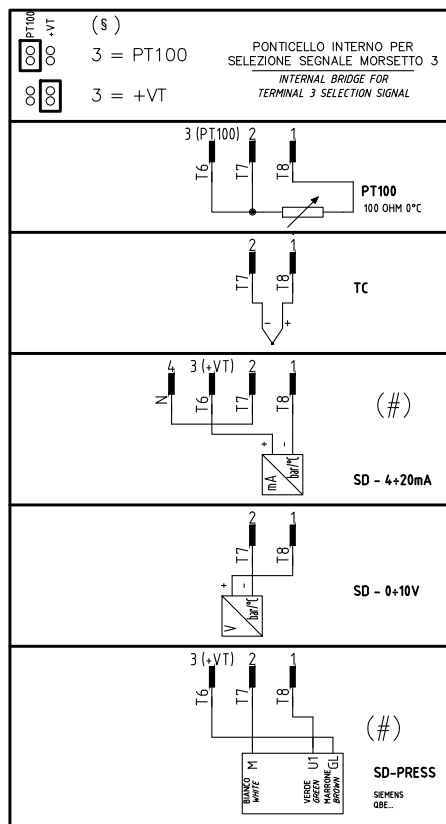 PT100
+VT
(§)
3 = PT100
3 = +VT
PONTICELLO INTERNO PER
SELEZIONE SEGNALE MORSETTO 3
INTERNAL BRIDGE FOR
TERMINAL 3 SELECTION SIGNAL
3 (PT100) 2 1
T6 T7 T8
PT100
100 OHM 0°C
2 1
T7 T8
- +
TC
4 3 (+VT) 2 1
N T6 T7 T8
(#)
+ -
mA bar/°C
SD - 4÷20mA
2 1
T7 T8
+ -
V bar/°C
SD - 0÷10V
3 (+VT) 2 1
T6 T7 T8
(#)
M U1 GL
BIANCO
WHITE
VERDE
GREEN
MARRONE
BROWN
SD-PRESS
SIEMENS
QBE...